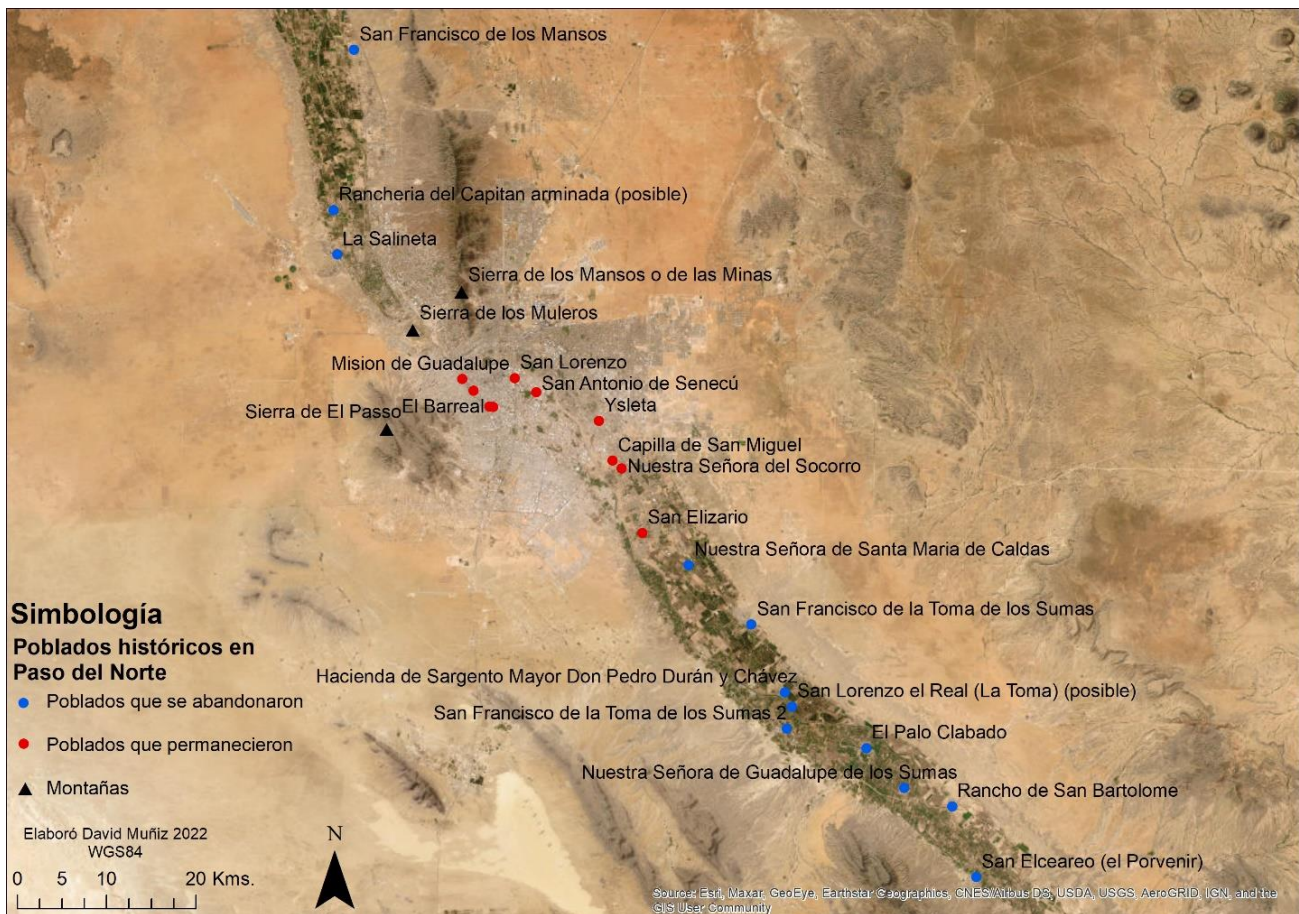 San Francisco de los Mansos
Rancheria del Capitan arminada (posible)
La Salineta
Sierra de los Mansos o de las Minas
Sierra de los Muleros
Mision de Guadalupe
San Lorenzo
San Antonio de Senecú
Sierra de El Passo
El Barreal
Ysleta
Capilla de San Miguel
Nuestra Señora del Socorro
San Elizario
Nuestra Señora de Santa Maria de Caldas
San Francisco de la Toma de los Sumas
Hacienda de Sargento Mayor Don Pedro Durán y Chávez
San Lorenzo el Real (La Toma) (posible)
San Francisco de la Toma de los Sumas 2
El Palo Clabado
Nuestra Señora de Guadalupe de los Sumas
Rancho de San Bartolome
San Elceareo (el Porvenir)
Simbología
Poblados históricos en
Paso del Norte
Poblados que se abandonaron
Poblados que permanecieron
Montañas
Elaboró David Muñiz 2022
WGS84
N
0 5 10 20 Kms.
Source: Esri, Maxar, GeoEye, Earthstar Geographics, CNES/Airbus DS, USDA, USGS, AeroGRID, IGN, and the
GIS User Community